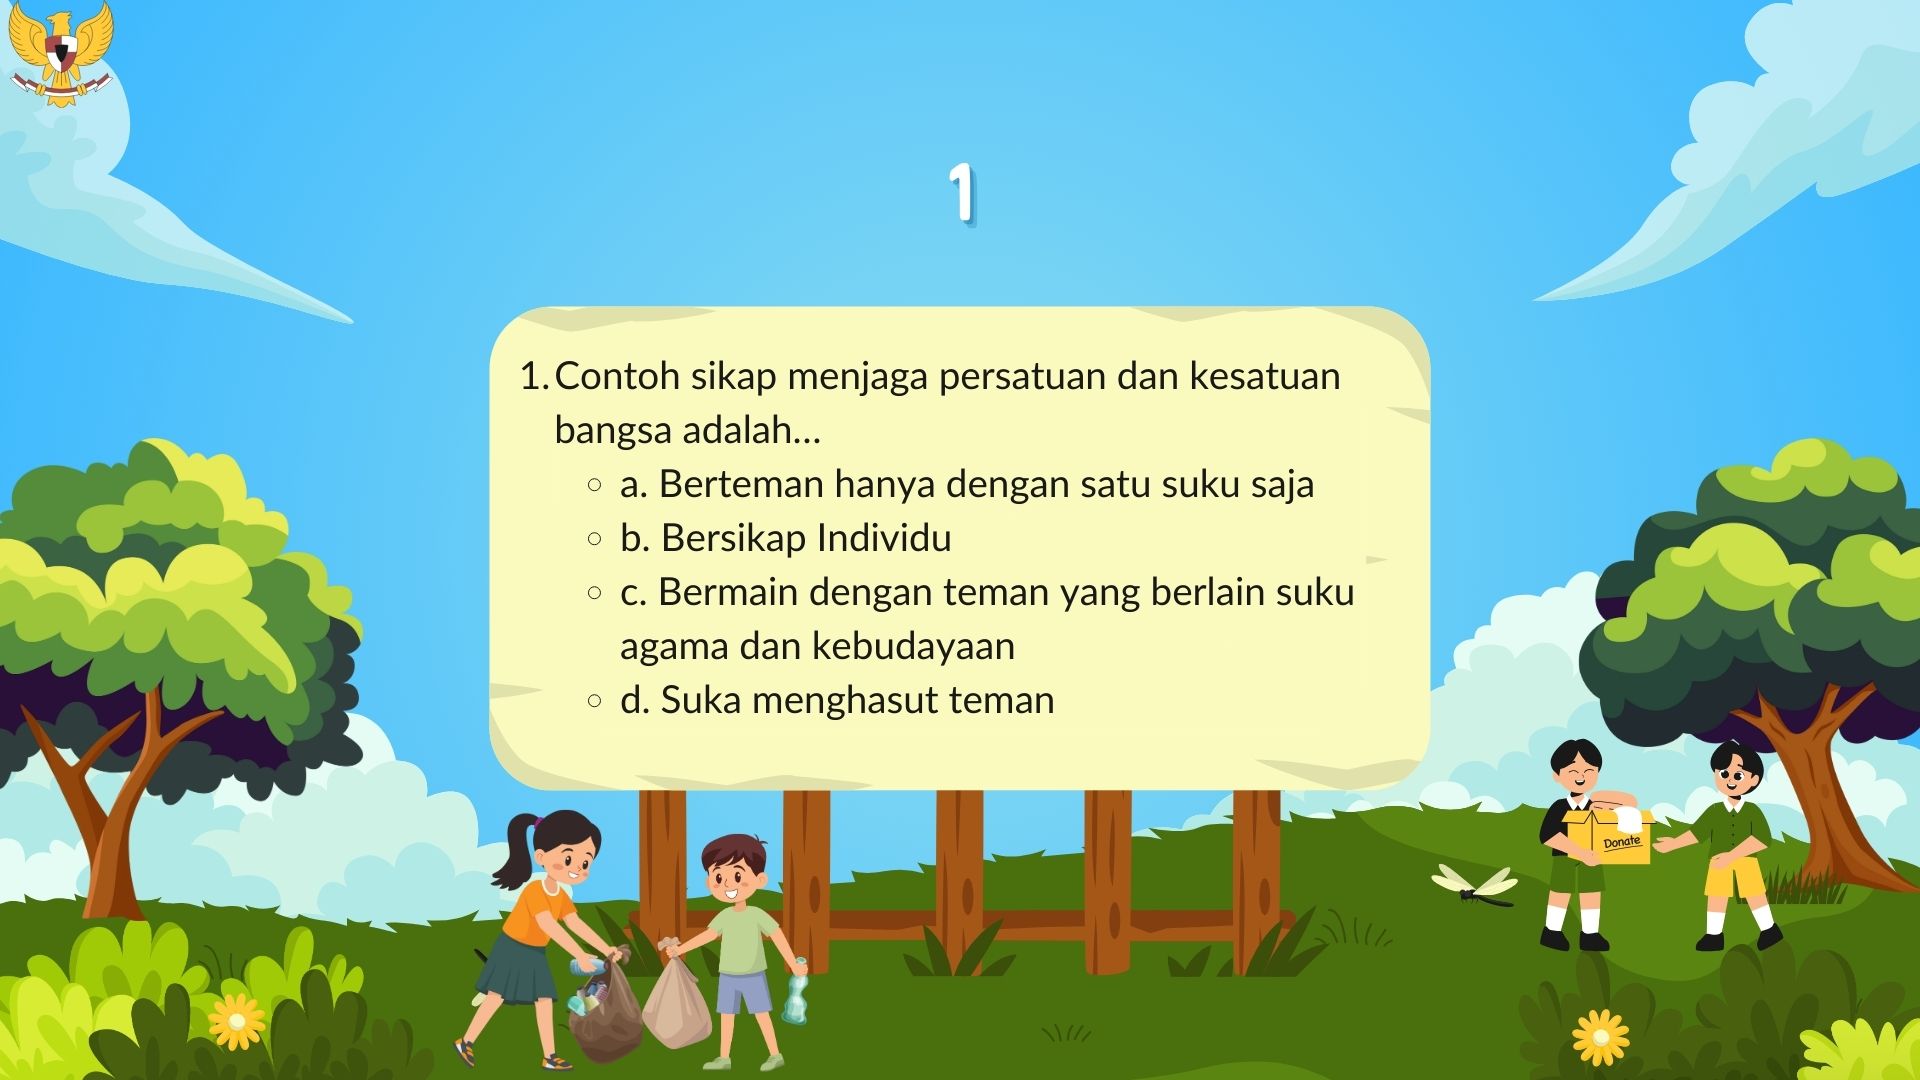 1
1. Contoh sikap menjaga persatuan dan kesatuan
bangsa adalah...
a. Berteman hanya dengan satu suku saja
b. Bersikap Individu
c. Bermain dengan teman yang berlain suku
agama dan kebudayaan
d. Suka menghasut teman
Donate